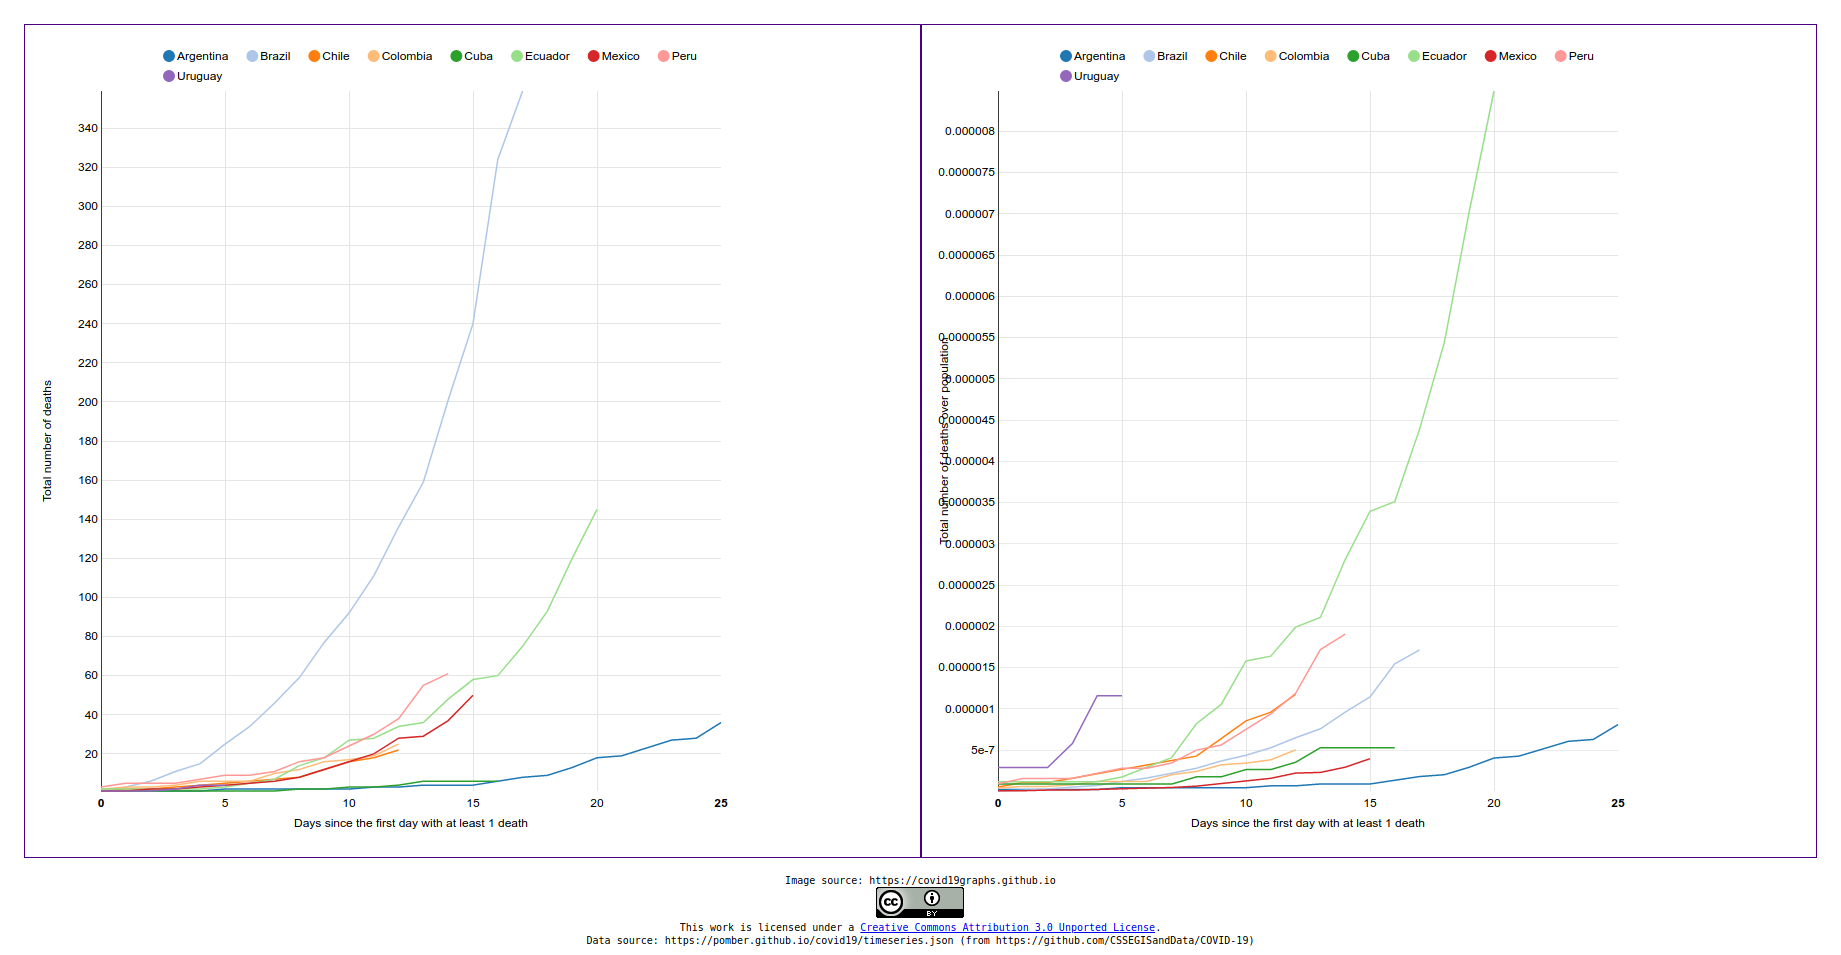 Argentina Brazil Chile Colombia Cuba Ecuador Mexico Peru
Uruguay
340
320
300
280
260
240
220
200
180
160
140
120
100
80
60
40
20
Total number of deaths
0 5 10 15 20 25
Days since the first day with at least 1 death
Argentina Brazil Chile Colombia Cuba Ecuador Mexico Peru
Uruguay
0.000008
0.0000075
0.000007
0.0000065
0.000006
0.0000055
0.000005
0.0000045
0.000004
0.0000035
0.000003
0.0000025
0.000002
0.0000015
0.000001
5e-7
Total number of deaths over population
0 5 10 15 20 25
Days since the first day with at least 1 death
Image source: https://covid19graphs.github.io
cc BY
This work is licensed under a Creative Commons Attribution 3.0 Unported License.
Data source: https://pomber.github.io/covid19/timeseries.json (from https://github.com/CSSEGISandData/COVID-19)